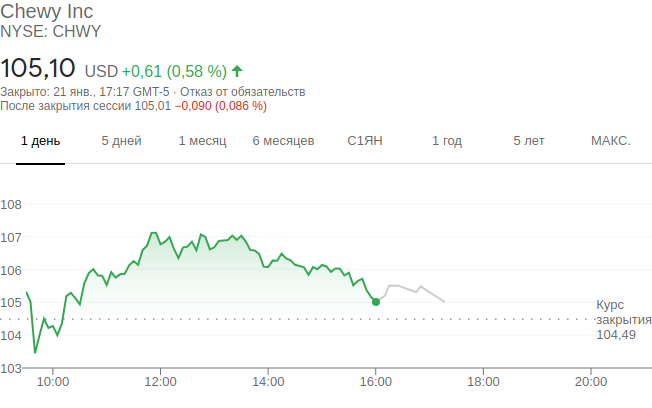 Chewy Inc
NYSE: CHWY
105,10 USD +0,61 (0,58 %)
Закрыто: 21 янв., 17:17 GMT-5 · Отказ от обязательств
После закрытия сессии 105,01 −0,090 (0,086 %)
1 день 5 дней 1 месяц 6 месяцев С1ЯН 1 год 5 лет МАКС.
108
107
106
105
104
103
Курс
закрытия
104,49
10:00 12:00 14:00 16:00 18:00 20:00